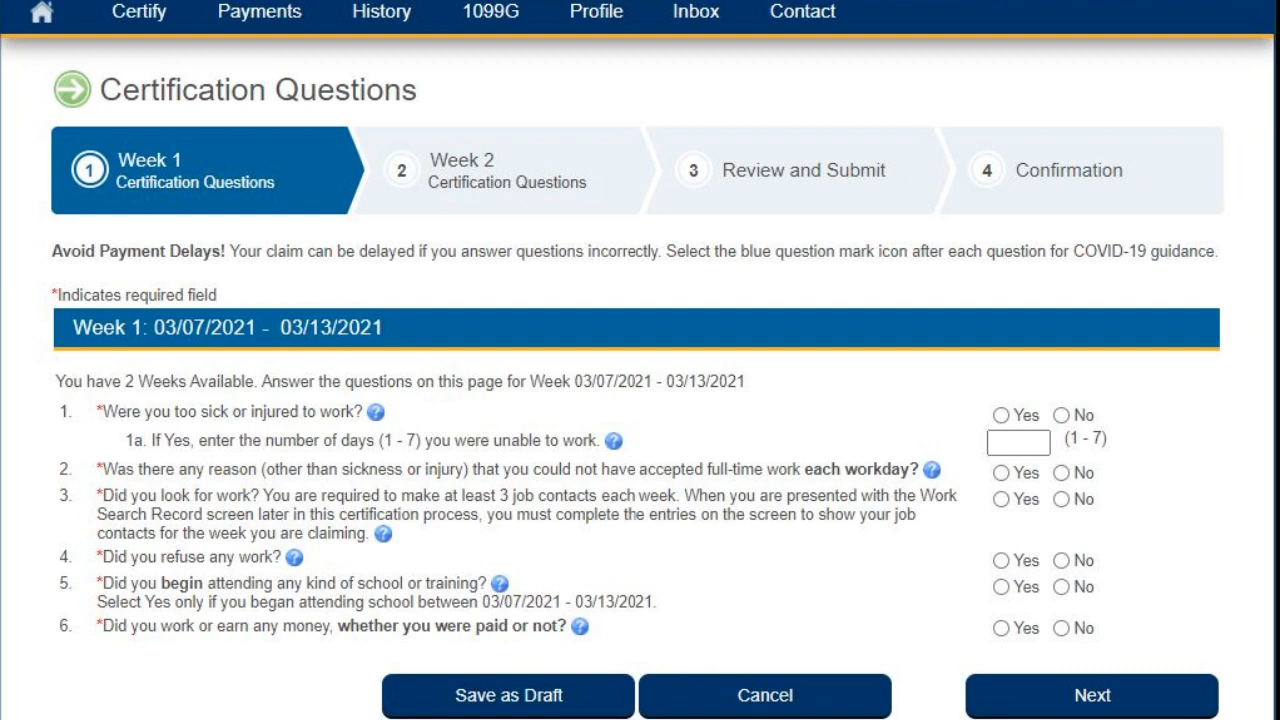 Certify Payments History 1099G Profile Inbox Contact
Certification Questions
1 Week 1 Certification Questions
2 Week 2 Certification Questions
3 Review and Submit
4 Confirmation
Avoid Payment Delays! Your claim can be delayed if you answer questions incorrectly. Select the blue question mark icon after each question for COVID-19 guidance.
*Indicates required field
Week 1: 03/07/2021 - 03/13/2021
You have 2 Weeks Available. Answer the questions on this page for Week 03/07/2021 - 03/13/2021
1. *Were you too sick or injured to work? ? Yes No
1a. If Yes, enter the number of days (1 - 7) you were unable to work. ? (1 - 7)
2. *Was there any reason (other than sickness or injury) that you could not have accepted full-time work each workday? ? Yes No
3. *Did you look for work? You are required to make at least 3 job contacts each week. When you are presented with the Work Yes No
Search Record screen later in this certification process, you must complete the entries on the screen to show your job
contacts for the week you are claiming. ?
4. *Did you refuse any work? ? Yes No
5. *Did you begin attending any kind of school or training? ? Yes No
Select Yes only if you began attending school between 03/07/2021 - 03/13/2021.
6. *Did you work or earn any money, whether you were paid or not? ? Yes No
Save as Draft Cancel Next